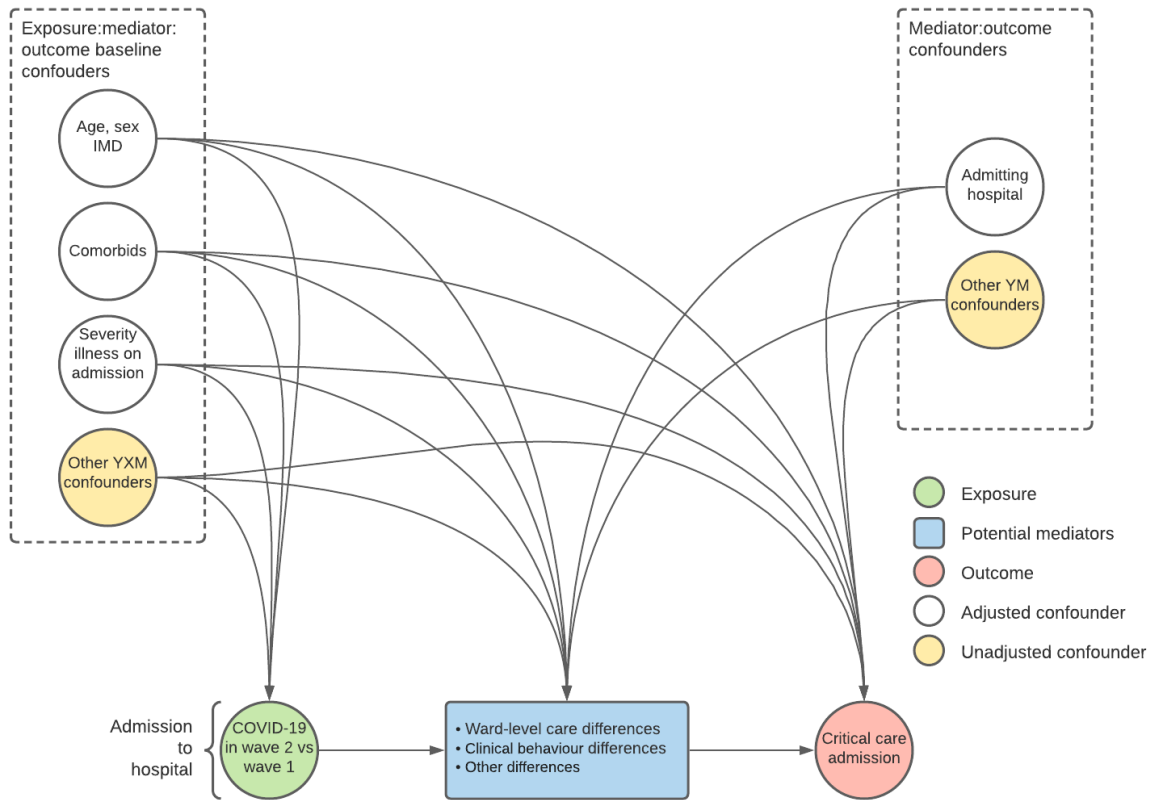 Exposure:mediator:
outcome baseline
confouders
Age, sex
IMD
Comorbids
Severity
illness on
admission
Other YXM
confounders
Mediator:outcome
confounders
Admitting
hospital
Other YM
confounders
Exposure
Potential mediators
Outcome
Adjusted confounder
Unadjusted confounder
Admission
to
hospital
COVID-19
in wave 2 vs
wave 1
• Ward-level care differences
• Clinical behaviour differences
• Other differences
Critical care
admission